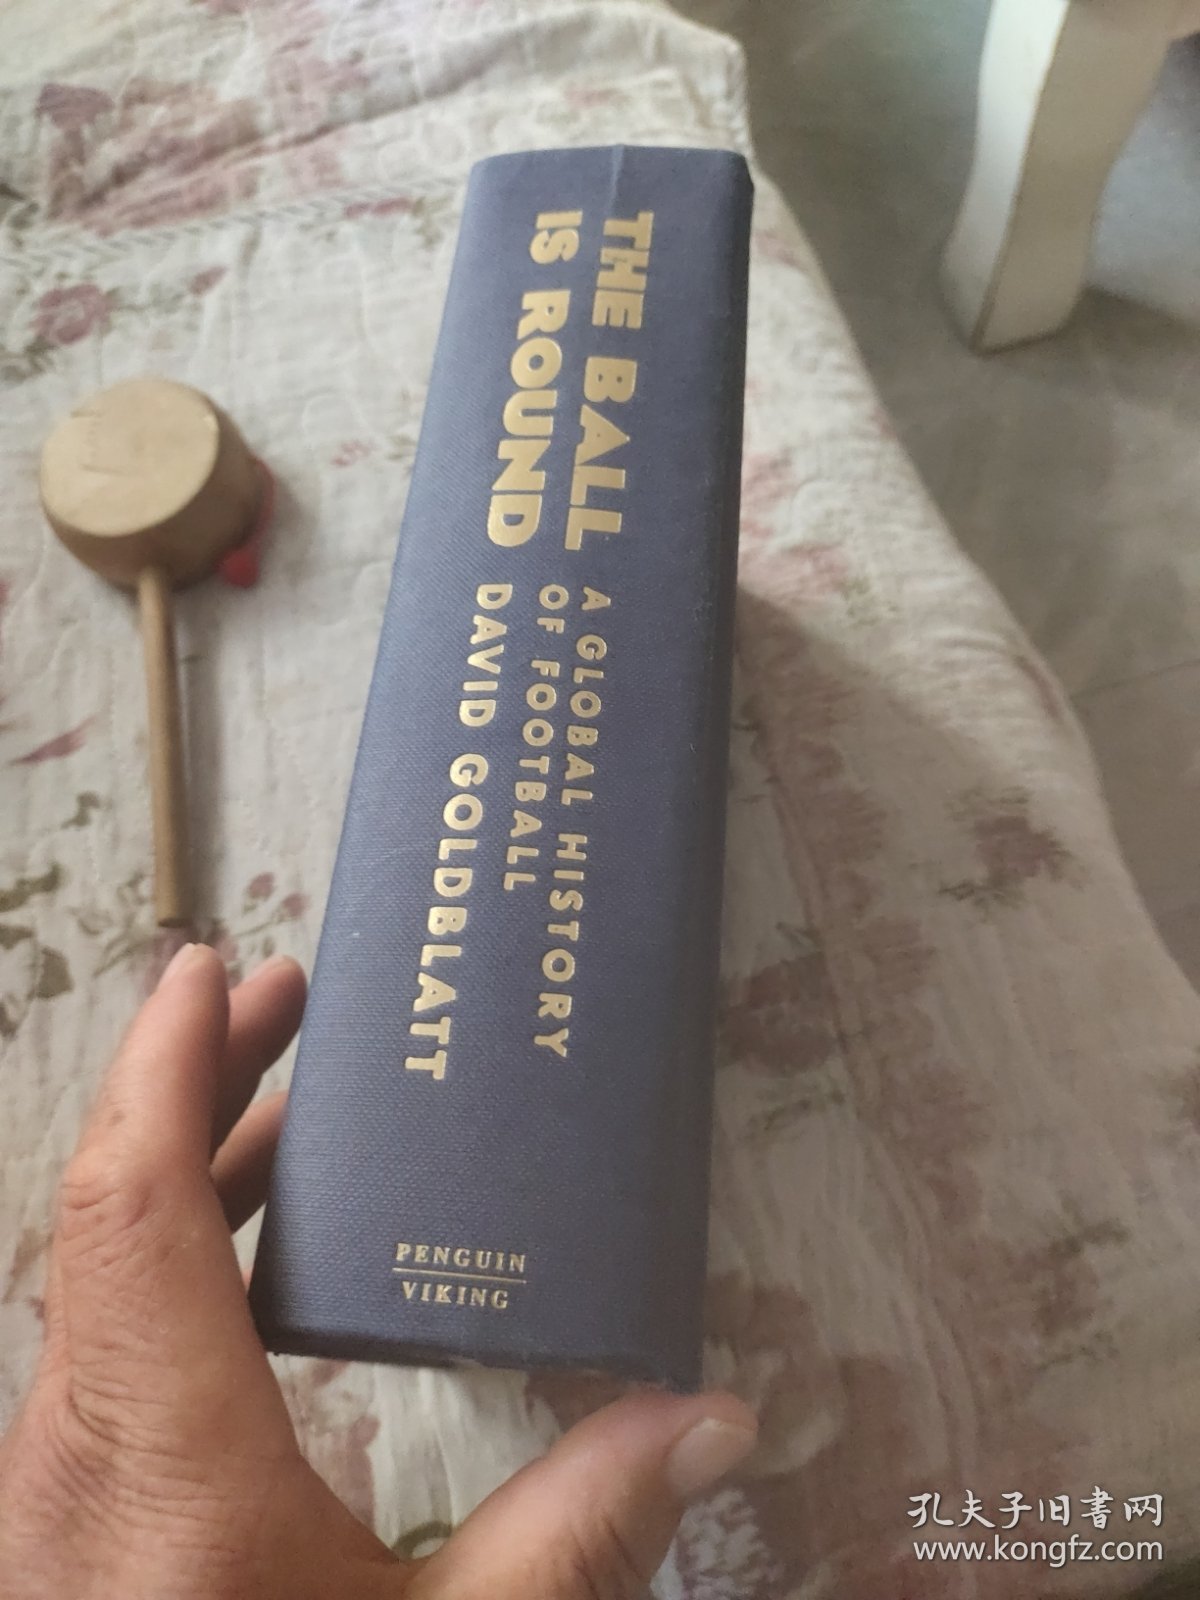 THE BALL
IS ROUND
A GLOBAL HISTORY
OF FOOTBALL
DAVID GOLDBLATT
PENGUIN
VIKING
孔夫子旧書网
www.kongfz.com